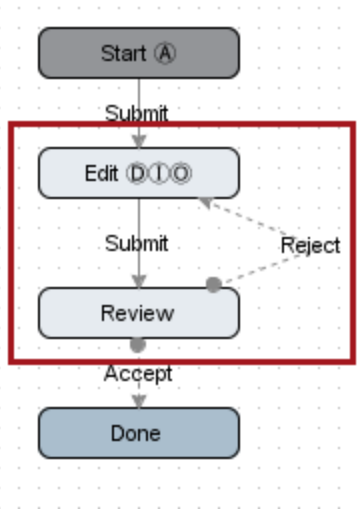 Start Ⓐ
Submit
Edit ⒹⒾⓄ
Submit
Reject
Review
Accept
Done